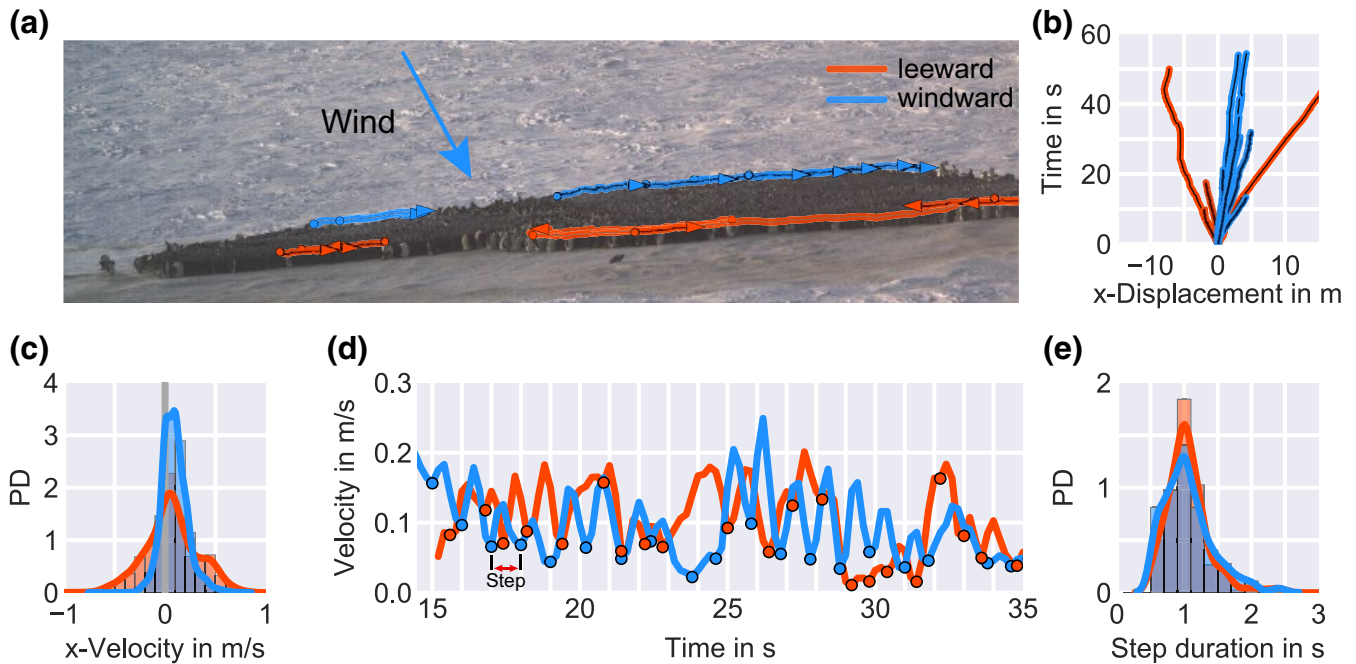 (a)
Wind
leeward
windward
(b)
Time in s
60
40
20
0
−10
0
10
x-Displacement in m
(c)
PD
4
3
2
1
0
−1
0
1
x-Velocity in m/s
(d)
Velocity in m/s
0.3
0.2
0.1
0.0
Step
15
20
25
30
35
Time in s
(e)
PD
2
1
0
0
1
2
3
Step duration in s